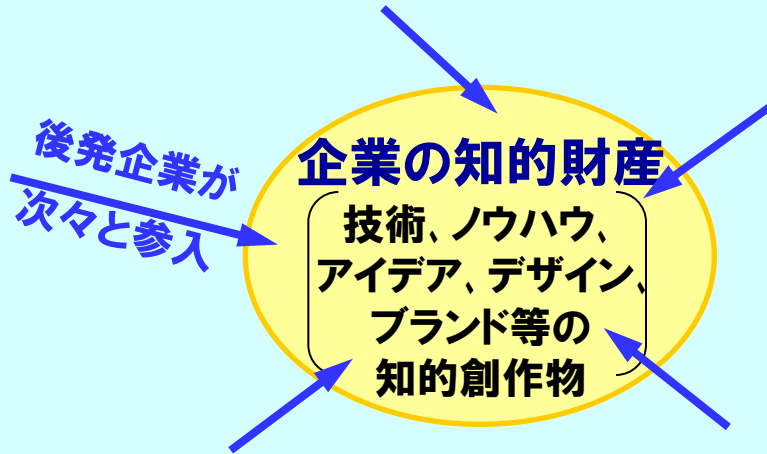 後発企業が
次々と参入
企業の知的財産
技術、ノウハウ、
アイデア、デザイン、
ブランド等の
知的創作物